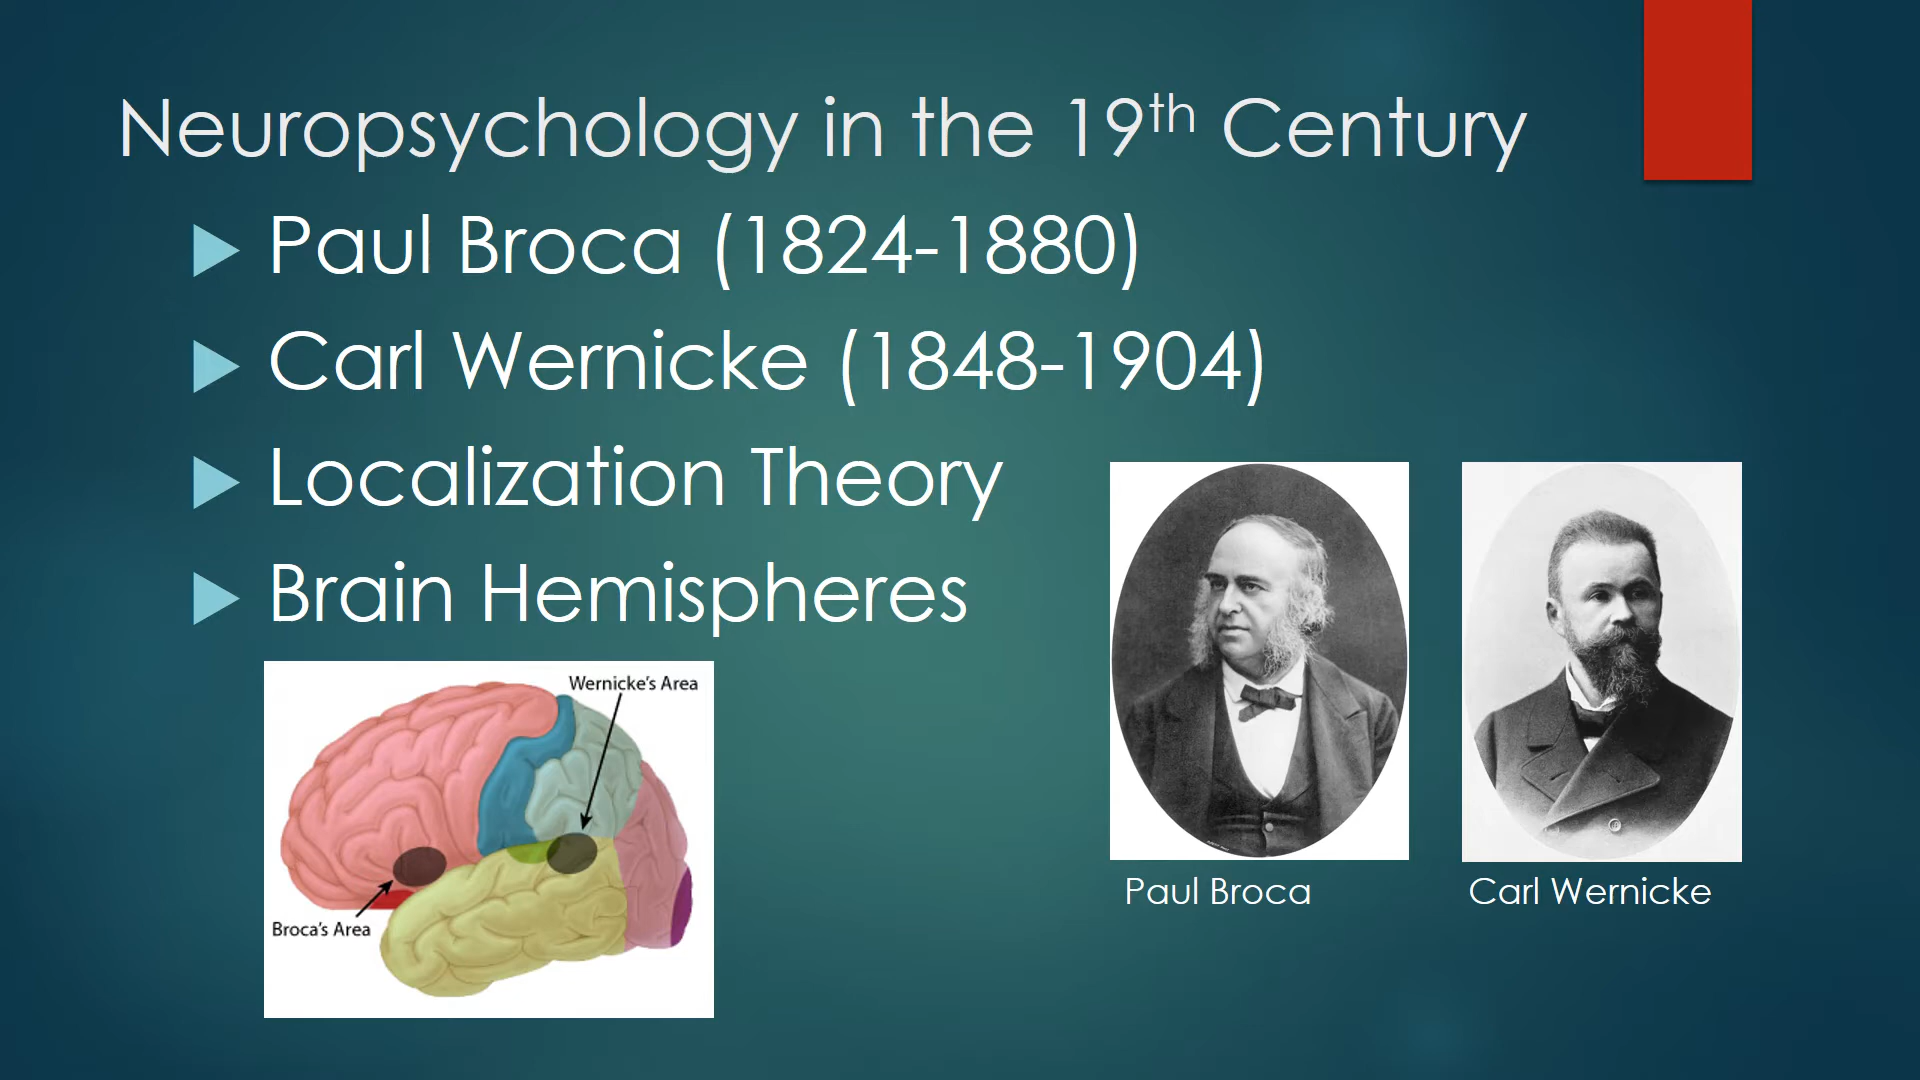 Neuropsychology in the 19th Century
Paul Broca (1824-1880)
Carl Wernicke (1848-1904)
Localization Theory
Brain Hemispheres
Wernicke's Area
Broca's Area
Paul Broca
Carl Wernicke